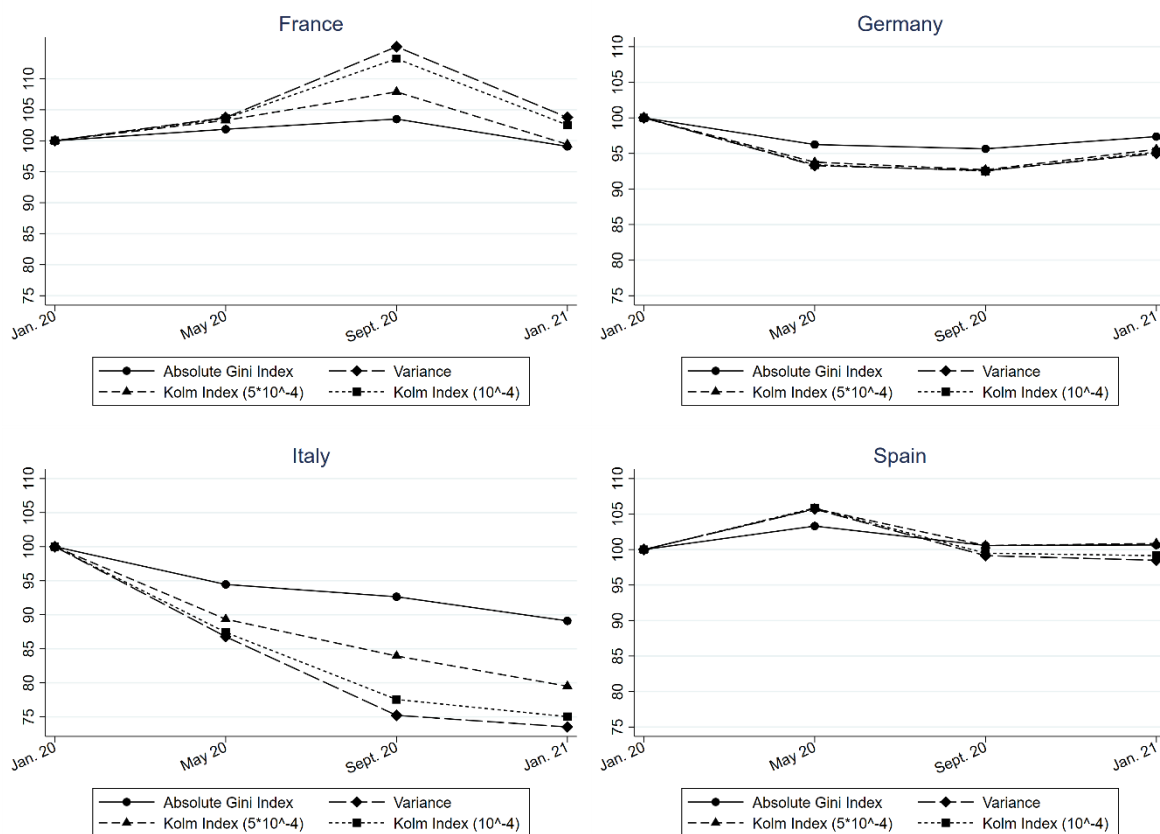 France
110
105
100
95
90
85
80
75
Jan. 20
May 20
Sept. 20
Jan. 21
Absolute Gini Index Variance
Kolm Index (5*10^-4) Kolm Index (10^-4)
Germany
110
100
95
90
85
80
75
Jan. 20
May 20
Sept. 20
Jan. 21
Absolute Gini Index Variance
Kolm Index (5*10^-4) Kolm Index (10^-4)
Italy
110
105
100
95
90
85
80
75
Jan. 20
May 20
Sept. 20
Jan. 21
Absolute Gini Index Variance
Kolm Index (5*10^-4) Kolm Index (10^-4)
Spain
110
105
100
95
90
85
80
75
Jan. 20
May 20
Sept. 20
Jan. 21
Absolute Gini Index Variance
Kolm Index (5*10^-4) Kolm Index (10^-4)